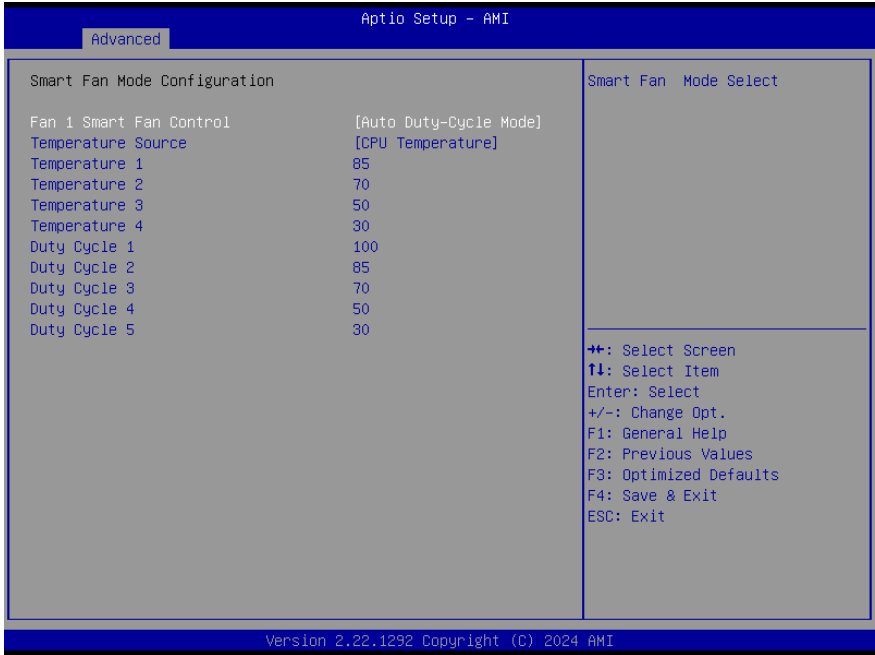 Aptio Setup – AMI
Advanced
Smart Fan Mode Configuration
Fan 1 Smart Fan Control [Auto Duty-Cycle Mode]
Temperature Source [CPU Temperature]
Temperature 1 85
Temperature 2 70
Temperature 3 50
Temperature 4 30
Duty Cycle 1 100
Duty Cycle 2 85
Duty Cycle 3 70
Duty Cycle 4 50
Duty Cycle 5 30
Smart Fan  Mode Select
→←: Select Screen
↑↓: Select Item
Enter: Select
+/-: Change Opt.
F1: General Help
F2: Previous Values
F3: Optimized Defaults
F4: Save & Exit
ESC: Exit
Version 2.22.1292 Copyright (C) 2024 AMI